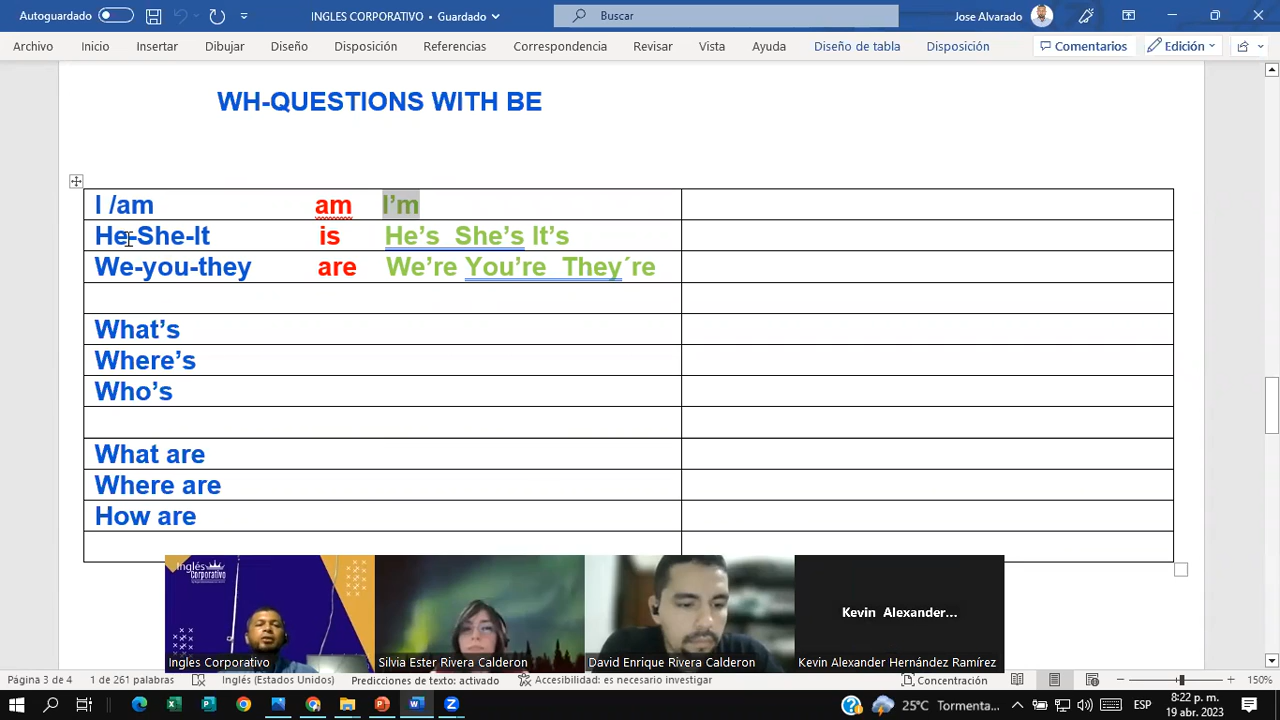 Autoguardado INGLES CORPORATIVO • Guardado Buscar Jose Alvarado
Archivo Inicio Insertar Dibujar Diseño Disposición Referencias Correspondencia Revisar Vista Ayuda Diseño de tabla Disposición Comentarios Edición
WH-QUESTIONS WITH BE
I /am am I’m
He-She-It is He’s She’s It’s
We-you-they are We’re You’re They´re
What’s
Where’s
Who’s
What are
Where are
How are
Inglés
Corporativo
Kevin Alexander...
Ingles Corporativo Silvia Ester Rivera Calderon David Enrique Rivera Calderon Kevin Alexander Hernández Ramírez
Página 3 de 4 1 de 261 palabras Inglés (Estados Unidos) Predicciones de texto: activado Accesibilidad: es necesario investigar Concentración 150%
25°C Tormenta... ESP 8:22 p. m.
19 abr. 2023